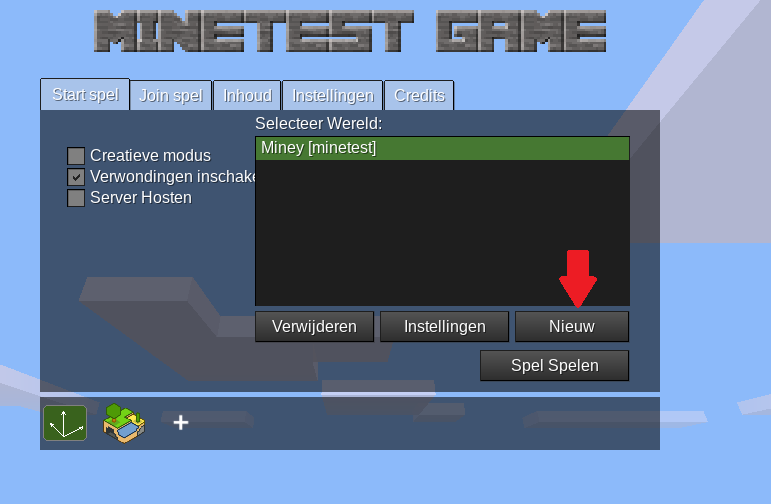 MINETEST GAME
Start spel
Join spel
Inhoud
Instellingen
Credits
Selecteer Wereld:
Creatieve modus
Verwondingen inschake
Server Hosten
Miney [minetest]
Verwijderen
Instellingen
Nieuw
Spel Spelen
+